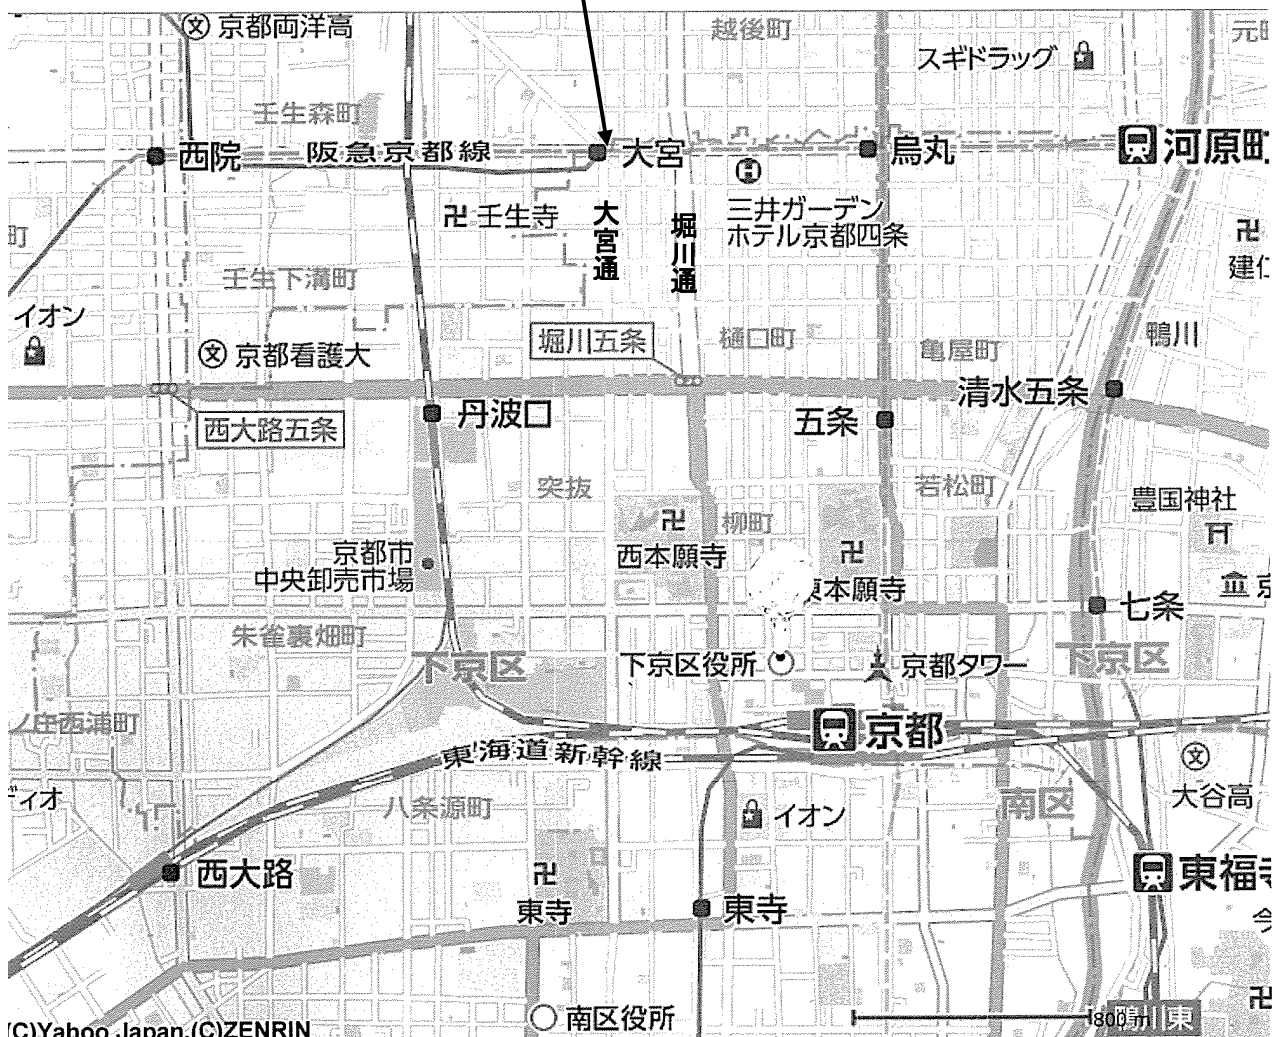 京都両洋高
越後町
スギドラッグ
壬生森町
西院
阪急京都線
大宮
烏丸
河原町
壬生寺
大宮通
堀川通
三井ガーデン
ホテル京都四条
壬生下溝町
イオン
京都看護大
堀川五条
樋口町
亀屋町
鴨川
西大路五条
丹波口
五条
清水五条
突抜
若松町
豊国神社
柳町
西本願寺
京都市
中央卸売市場
東本願寺
七条
朱雀裏畑町
下京区
下京区役所
京都タワー
下京区
ノ庄西浦町
京都
東海道新幹線
ディオ
八条源町
イオン
南区
大谷高
西大路
東寺
東寺
東福寺
南区役所
800m
(C)Yahoo Japan,(C)ZENRIN